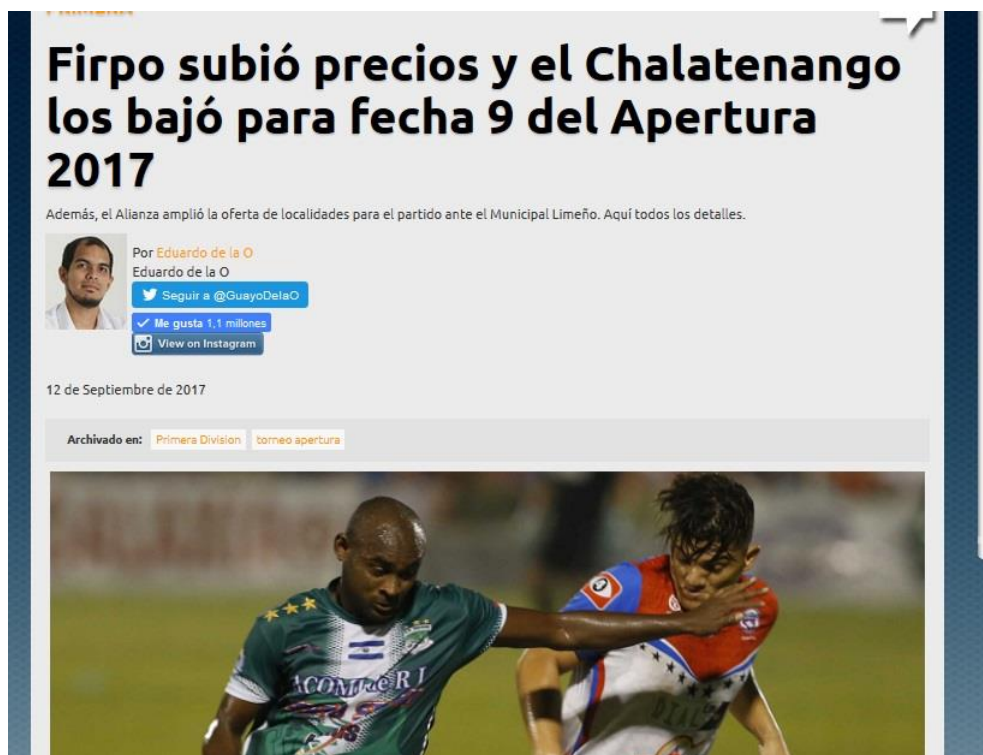 PRIMERA
Firpo subió precios y el Chalatenango
los bajó para fecha 9 del Apertura
2017
Además, el Alianza amplió la oferta de localidades para el partido ante el Municipal Limeño. Aquí todos los detalles.
Por Eduardo de la O
Eduardo de la O
Seguir a @GuayoDelaO
Me gusta 1,1 millones
View on Instagram
12 de Septiembre de 2017
Archivado en: Primera Division torneo apertura
ACOMI de R.L